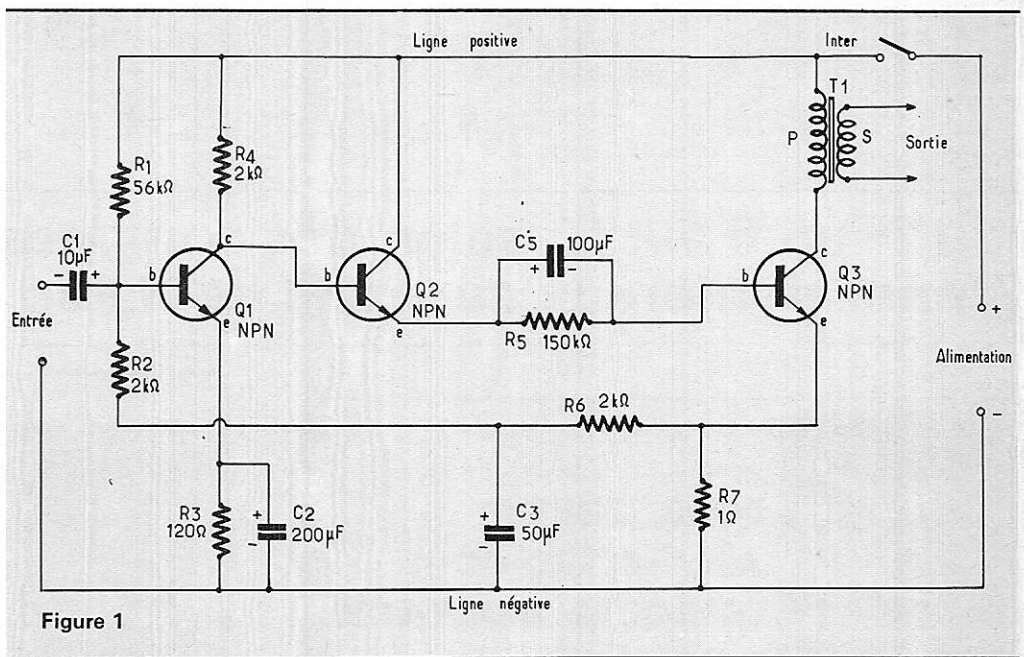 Ligne positive
Inter
T1
P
S
Sortie
R1
56kΩ
R4
2kΩ
C1
10µF
- +
b
c
e
Q1
NPN
Entrée
R2
2kΩ
b
c
e
Q2
NPN
C5
100µF
+ -
R5
150kΩ
b
c
e
Q3
NPN
+
Alimentation
-
R6
2kΩ
R7
1Ω
R3
120Ω
+
-
C2
200µF
+
-
C3
50µF
Ligne négative
Figure 1